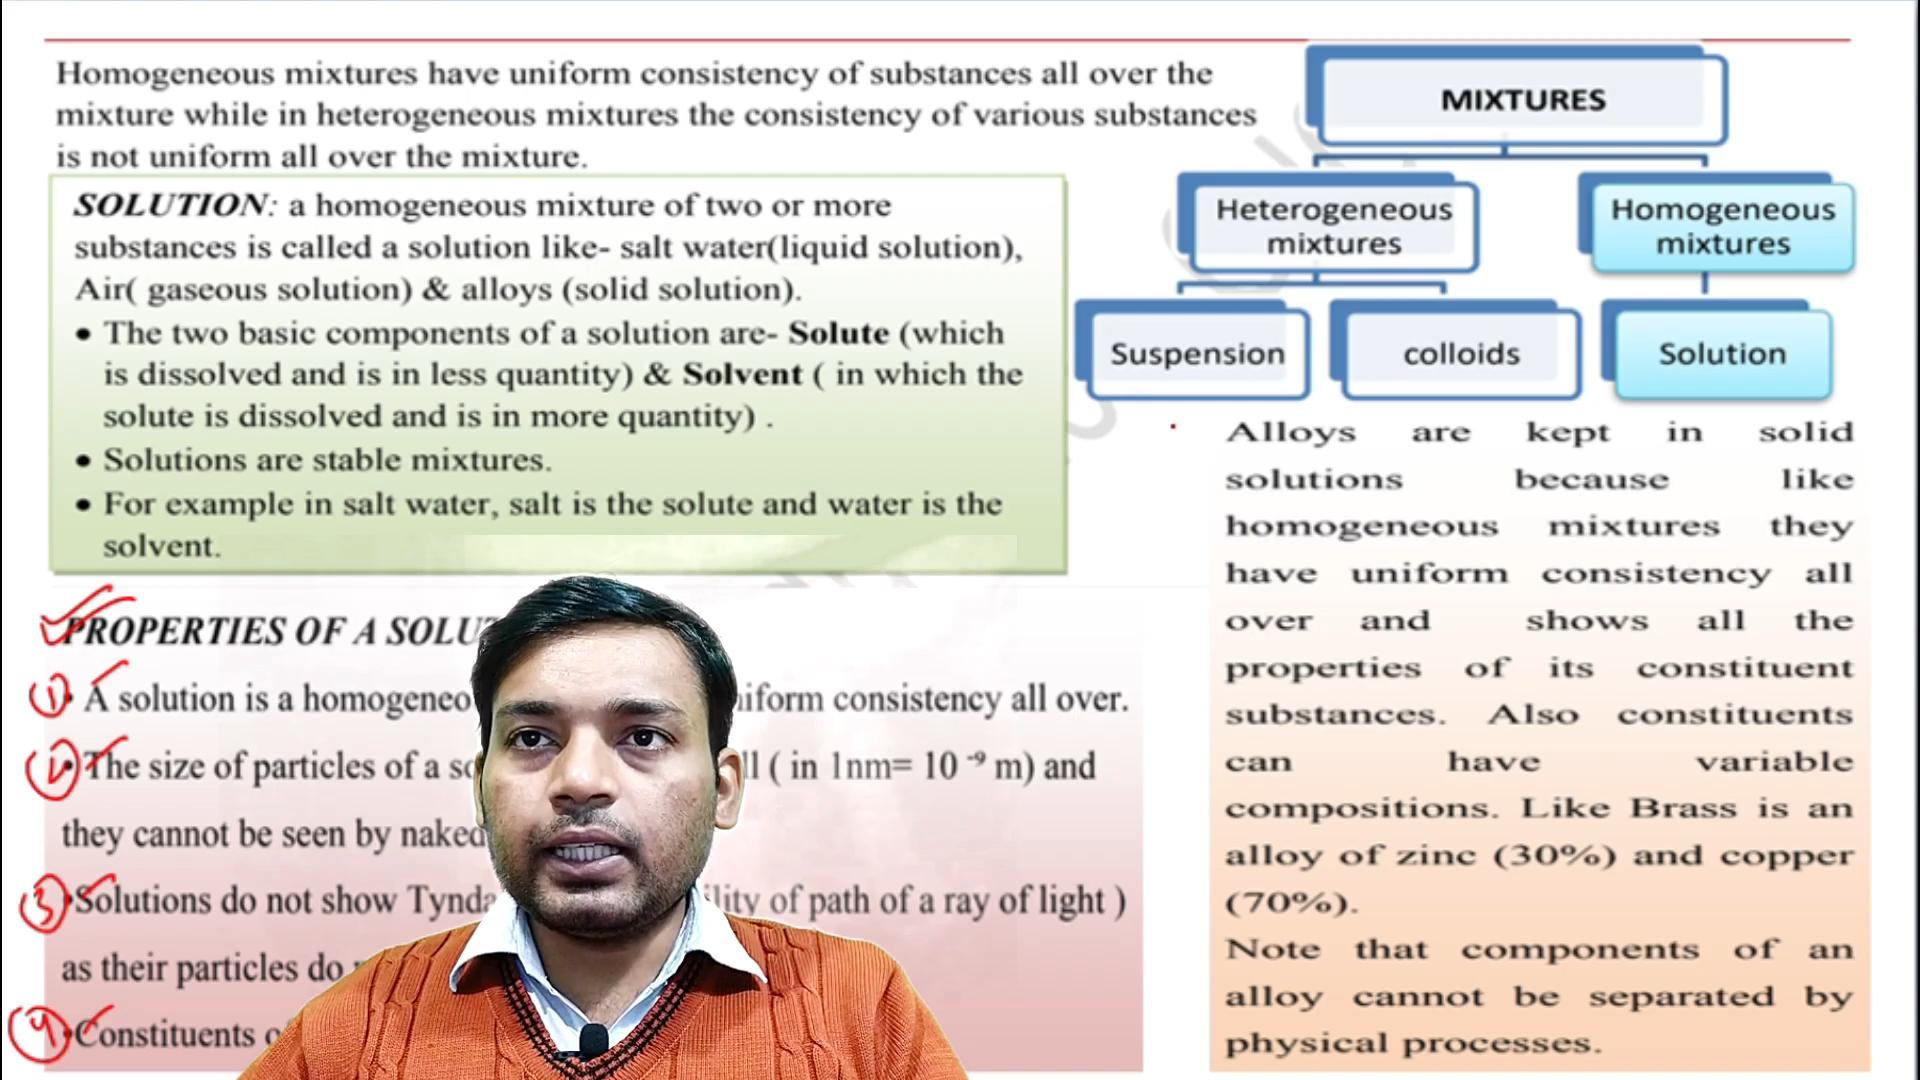 Homogeneous mixtures have uniform consistency of substances all over the
mixture while in heterogeneous mixtures the consistency of various substances
is not uniform all over the mixture.
SOLUTION: a homogeneous mixture of two or more
substances is called a solution like- salt water(liquid solution),
Air( gaseous solution) & alloys (solid solution).
• The two basic components of a solution are- Solute (which
is dissolved and is in less quantity) & Solvent ( in which the
solute is dissolved and is in more quantity) .
• Solutions are stable mixtures.
• For example in salt water, salt is the solute and water is the
solvent.
MIXTURES
Heterogeneous
mixtures
Homogeneous
mixtures
Suspension
colloids
Solution
PROPERTIES OF A
(1) • A solution is a consistency all over.
(2) • The size of particles of a ( in 1nm= 10 ⁻⁹ m) and
they cannot be seen by naked
(3) • Solutions do not show of path of a ray of light )
as their particles do
(4) • Constituents
Alloys are kept in solid
solutions because like
homogeneous mixtures they
have uniform consistency all
over and shows all the
properties of its constituent
substances. Also constituents
can have variable
compositions. Like Brass is an
alloy of zinc (30%) and copper
(70%).
Note that components of an
alloy cannot be separated by
physical processes.